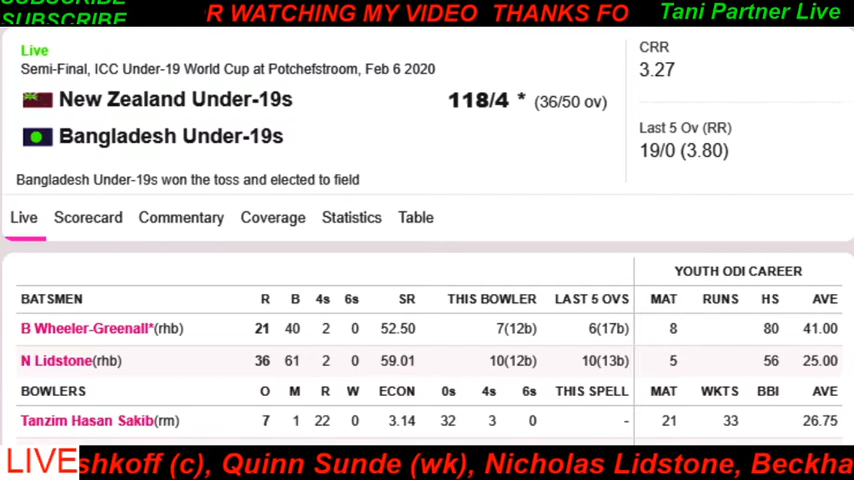 SUBSCRIBE
SUBSCRIBE
R WATCHING MY VIDEO THANKS FO
Tani Partner Live
Live
Semi-Final, ICC Under-19 World Cup at Potchefstroom, Feb 6 2020
New Zealand Under-19s 118/4 * (36/50 ov)
Bangladesh Under-19s
Bangladesh Under-19s won the toss and elected to field
CRR
3.27
Last 5 Ov (RR)
19/0 (3.80)
Live Scorecard Commentary Coverage Statistics Table
YOUTH ODI CAREER
BATSMEN R B 4s 6s SR THIS BOWLER LAST 5 OVS MAT RUNS HS AVE
B Wheeler-Greenall*(rhb) 21 40 2 0 52.50 7(12b) 6(17b) 8 80 41.00
N Lidstone(rhb) 36 61 2 0 59.01 10(12b) 10(13b) 5 56 25.00
BOWLERS O M R W ECON 0s 4s 6s THIS SPELL MAT WKTS BBI AVE
Tanzim Hasan Sakib(rm) 7 1 22 0 3.14 32 3 0 - 21 33 26.75
LIVE shkoff (c), Quinn Sunde (wk), Nicholas Lidstone, Beckha